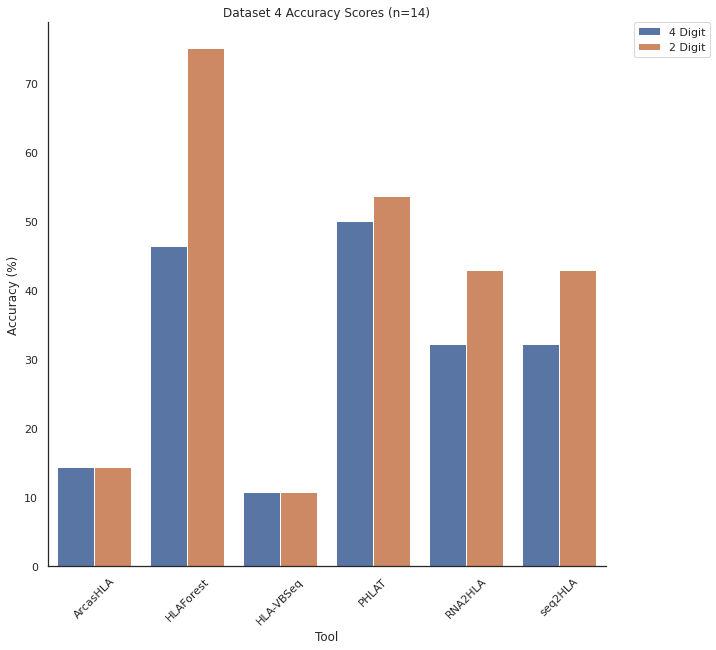 Dataset 4 Accuracy Scores (n=14)
4 Digit
2 Digit
Accuracy (%)
70
60
50
40
30
20
10
0
ArcasHLA
HLAForest
HLA-VBSeq
PHLAT
RNA2HLA
seq2HLA
Tool